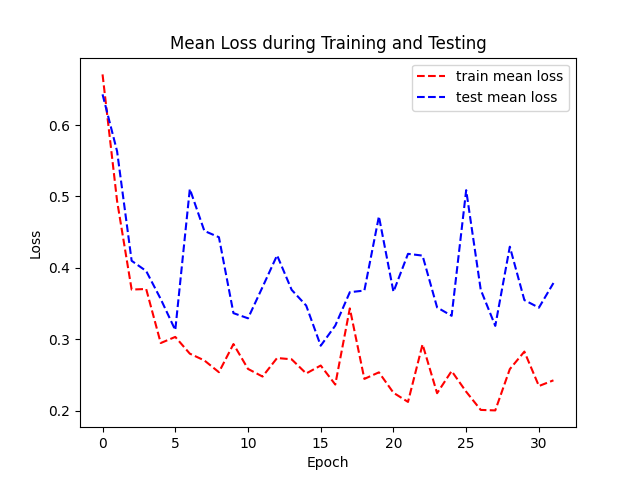 Mean Loss during Training and Testing
train mean loss
test mean loss
0.6
0.5
0.4
0.3
0.2
Loss
0 5 10 15 20 25 30
Epoch